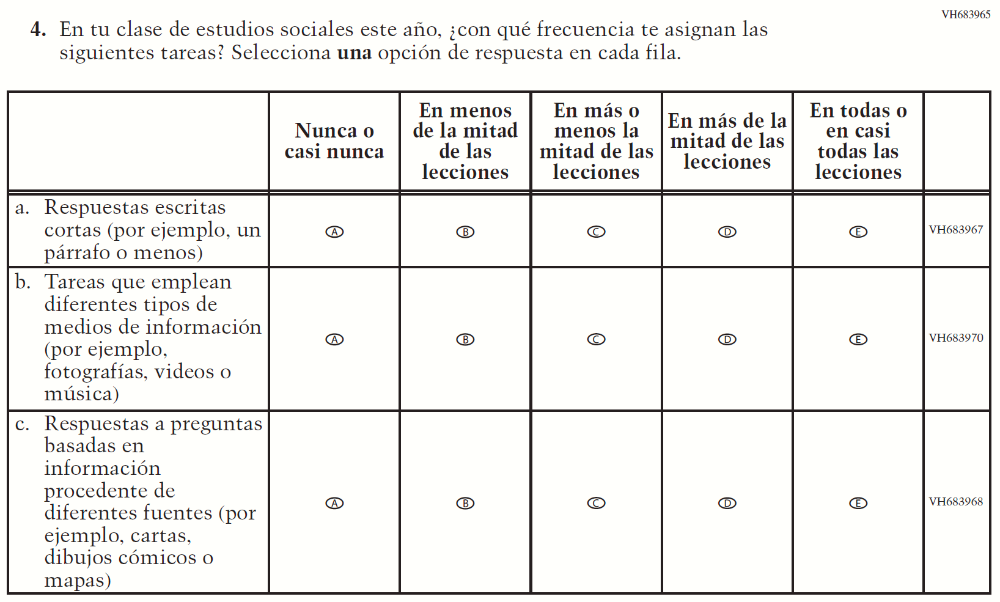 VH683965
4. En tu clase de estudios sociales este año, ¿con qué frecuencia te asignan las
siguientes tareas? Selecciona una opción de respuesta en cada fila.
Nunca o
casi nunca
En menos
de la mitad
de las
lecciones
En más o
menos la
mitad de las
lecciones
En más de la
mitad de las
lecciones
En todas o
en casi
todas las
lecciones
a. Respuestas escritas
cortas (por ejemplo, un
párrafo o menos)
A B C D E VH683967
b. Tareas que emplean
diferentes tipos de
medios de información
(por ejemplo,
fotografías, videos o
música)
A B C D E VH683970
c. Respuestas a preguntas
basadas en
información
procedente de
diferentes fuentes (por
ejemplo, cartas,
dibujos cómicos o
mapas)
A B C D E VH683968